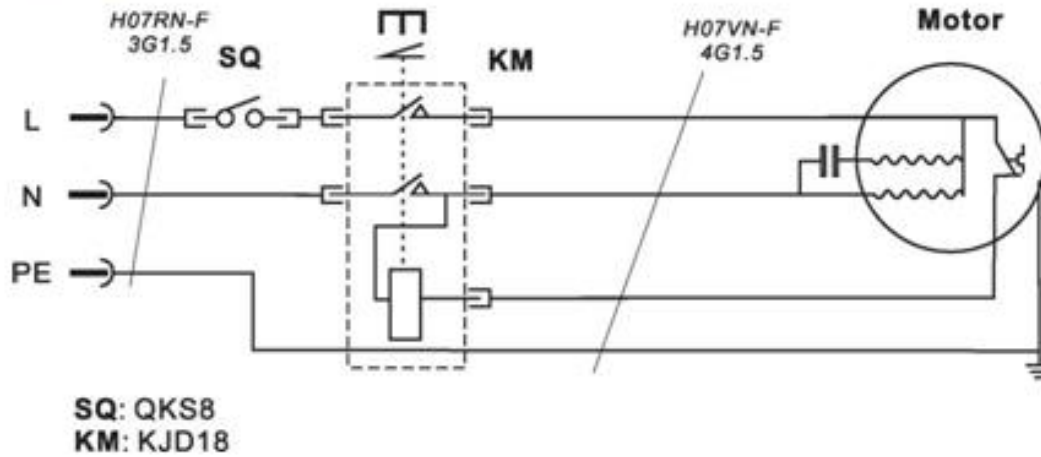 H07RN-F
3G1.5
SQ
KM
H07VN-F
4G1.5
Motor
L
N
PE
SQ: QKS8
KM: KJD18